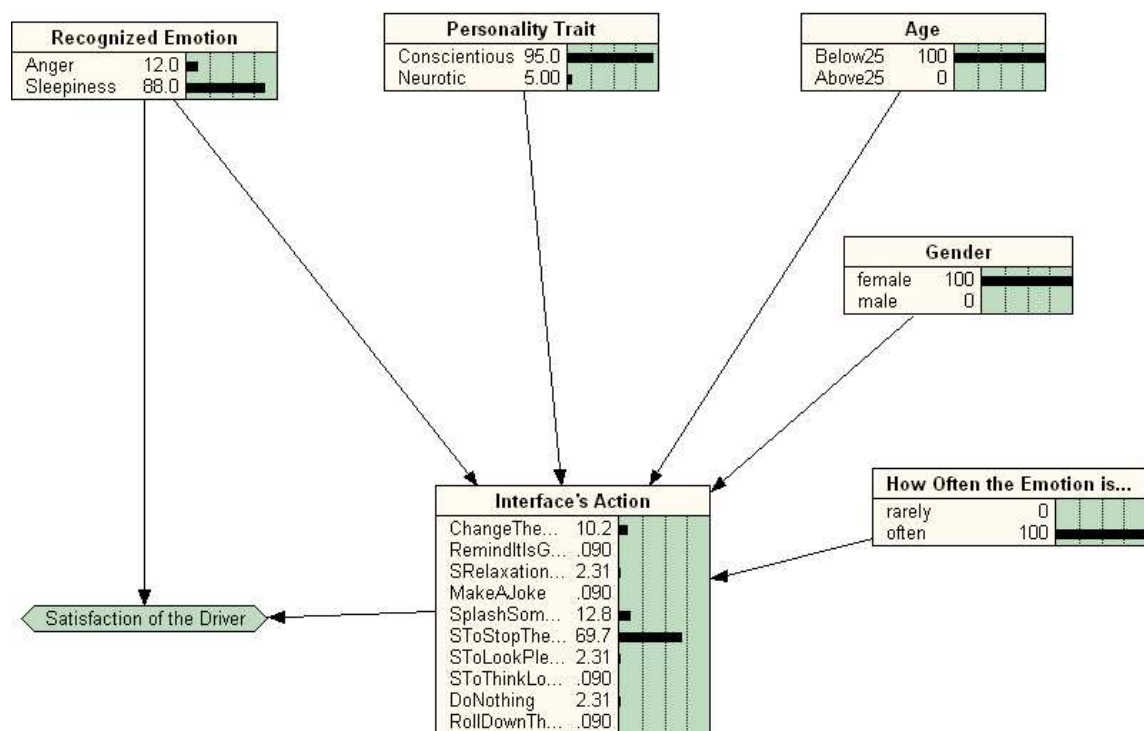 Recognized Emotion
Anger 12.0
Sleepiness 88.0
Personality Trait
Conscientious 95.0
Neurotic 5.00
Age
Below25 100
Above25 0
Gender
female 100
male 0
How Often the Emotion is...
rarely 0
often 100
Interface's Action
ChangeThe... 10.2
RemindItIsG... .090
SRelaxation... 2.31
MakeAJoke .090
SplashSom... 12.8
SToStopThe... 69.7
SToLookPle... 2.31
SToThinkLo... .090
DoNothing 2.31
RollDownTh... .090
Satisfaction of the Driver